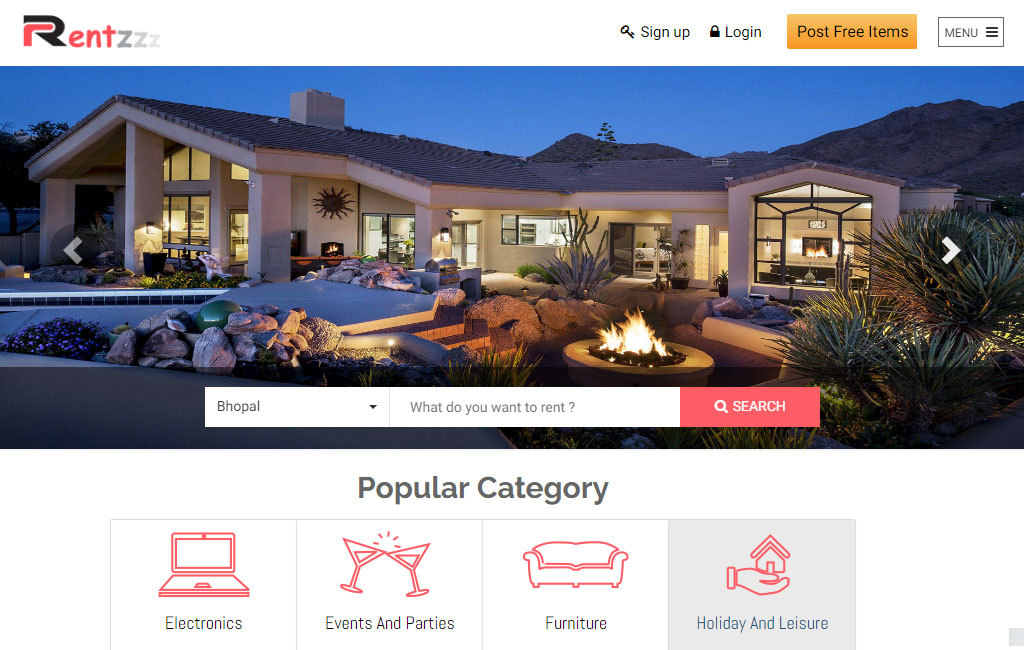 Rentzzz
Sign up
Login
Post Free Items
MENU
Bhopal
What do you want to rent ?
SEARCH
Popular Category
Electronics
Events And Parties
Furniture
Holiday And Leisure